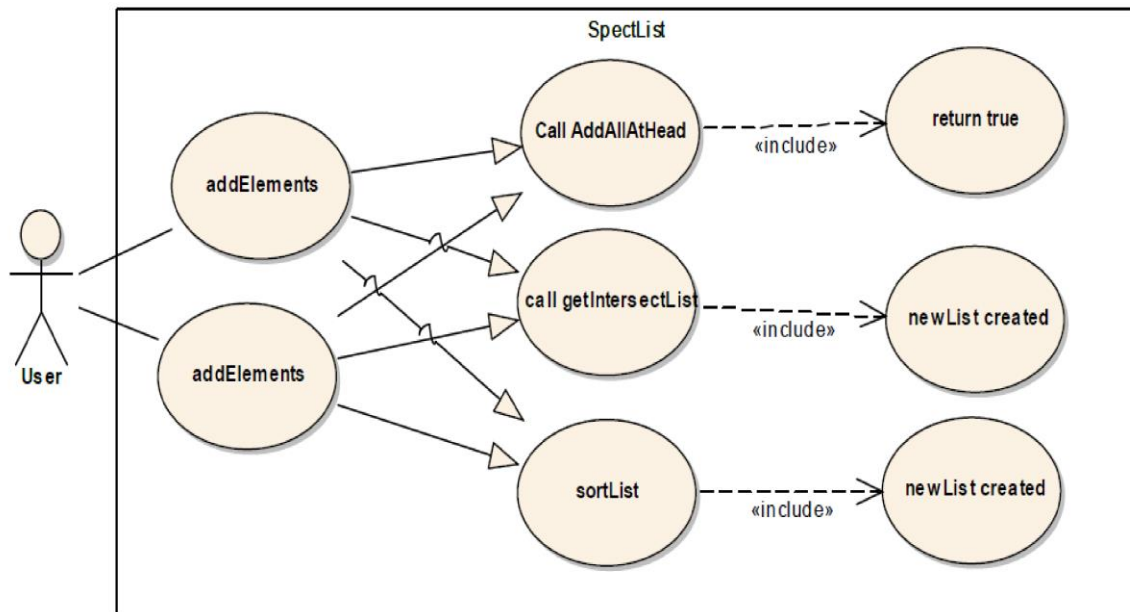 SpectList
Call AddAllAtHead
«include»
return true
addElements
call getIntersectList
«include»
newList created
User
addElements
sortList
«include»
newList created